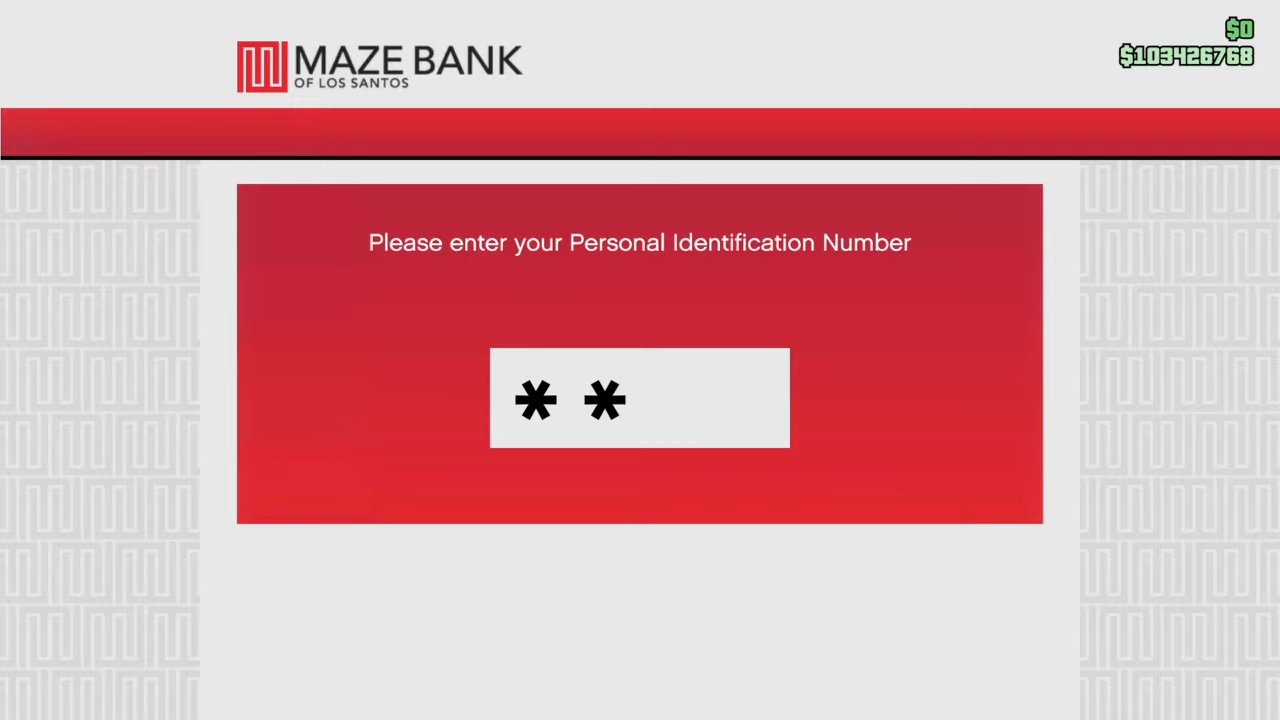 $0
$103426768
MAZE BANK
OF LOS SANTOS
Please enter your Personal Identification Number
* *